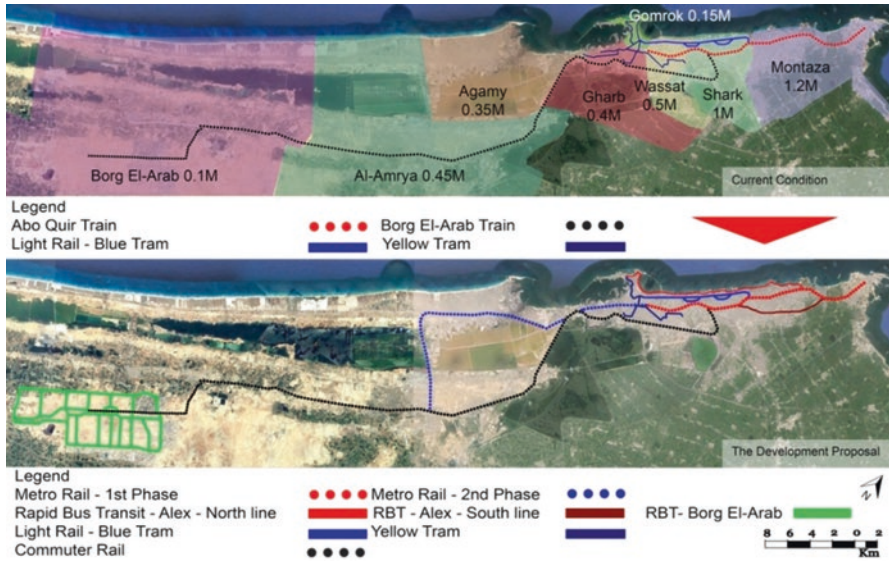 Gomrok 0.15M
Montaza
1.2M
Agamy
0.35M
Gharb
0.4M
Wassat
0.5M
Shark
1M
Borg El-Arab 0.1M
Al-Amrya 0.45M
Current Condition
Legend
Abo Quir Train
Borg El-Arab Train
Light Rail - Blue Tram
Yellow Tram
The Development Proposal
Legend
Metro Rail - 1st Phase
Metro Rail - 2nd Phase
Rapid Bus Transit - Alex - North line
RBT - Alex - South line
RBT- Borg El-Arab
Light Rail - Blue Tram
Yellow Tram
Commuter Rail
N
8 6 4 2 0 2
Km